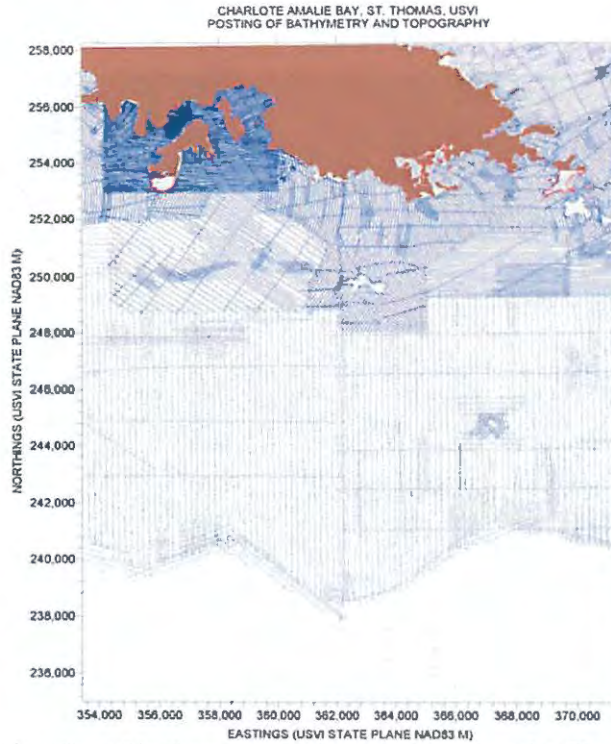 CHARLOTE AMALIE BAY, ST. THOMAS, USVI
POSTING OF BATHYMETRY AND TOPOGRAPHY
258,000
256,000
254,000
252,000
250,000
248,000
246,000
244,000
242,000
240,000
238,000
236,000
NORTHINGS (USVI STATE PLANE NAD83 M)
354,000 356,000 358,000 360,000 362,000 364,000 366,000 368,000 370,000
EASTINGS (USVI STATE PLANE NAD83 M)